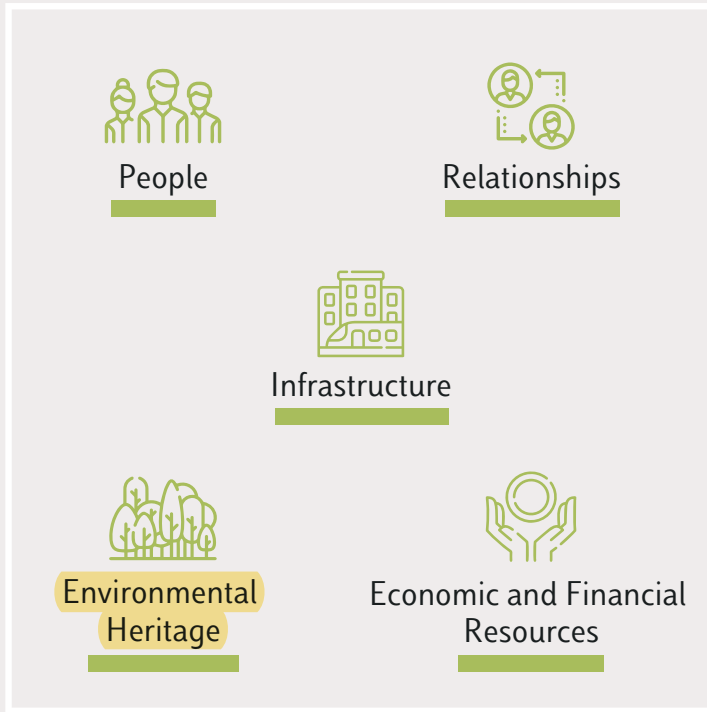 People
Relationships
Infrastructure
Environmental
Heritage
Economic and Financial
Resources